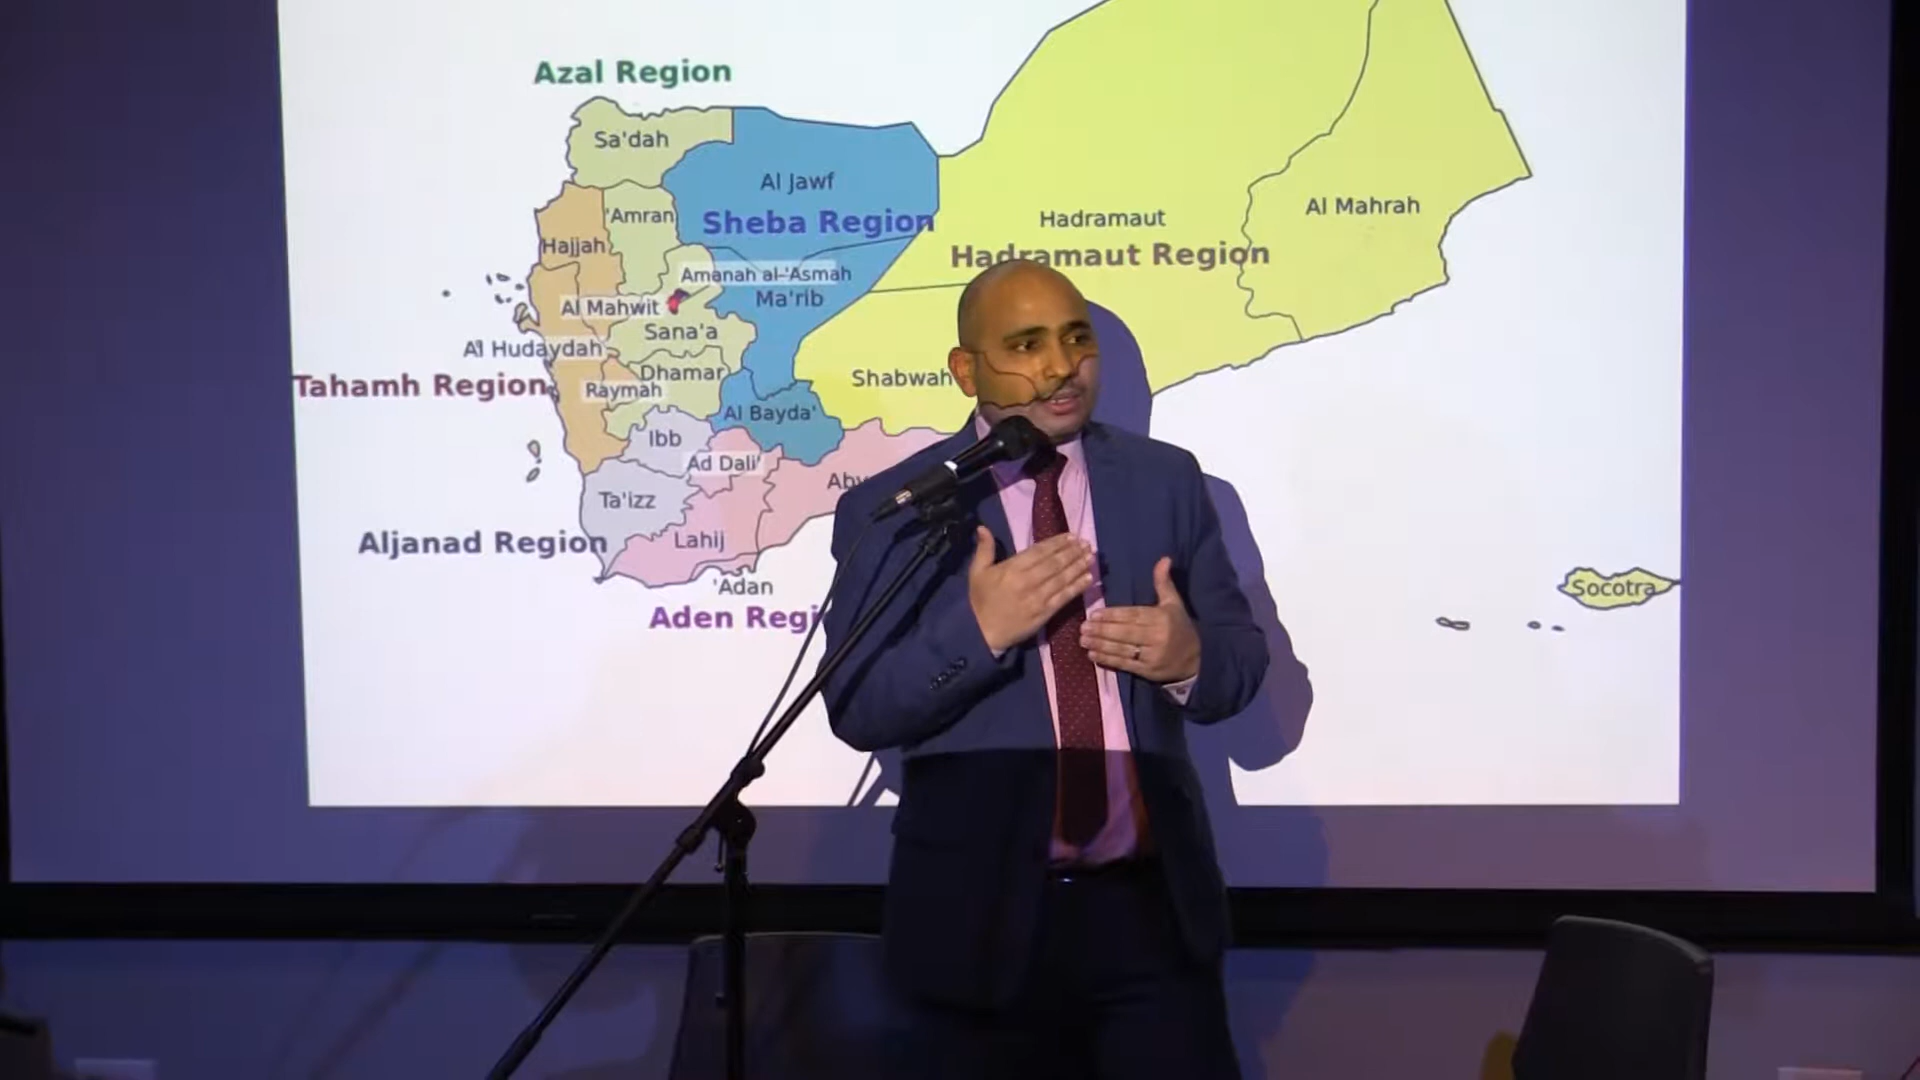 Azal Region
Sa'dah
Al Jawf
'Amran
Sheba Region
Hadramaut
Al Mahrah
Hajjah
Hadramaut Region
Amanah al-'Asmah
Ma'rib
Al Mahwit
Sana'a
Al Hudaydah
Dhamar
Shabwah
Tahamh Region
Raymah
Al Bayda'
Ibb
Ad Dali'
Ta'izz
Aljanad Region
Lahij
'Adan
Socotra
Aden